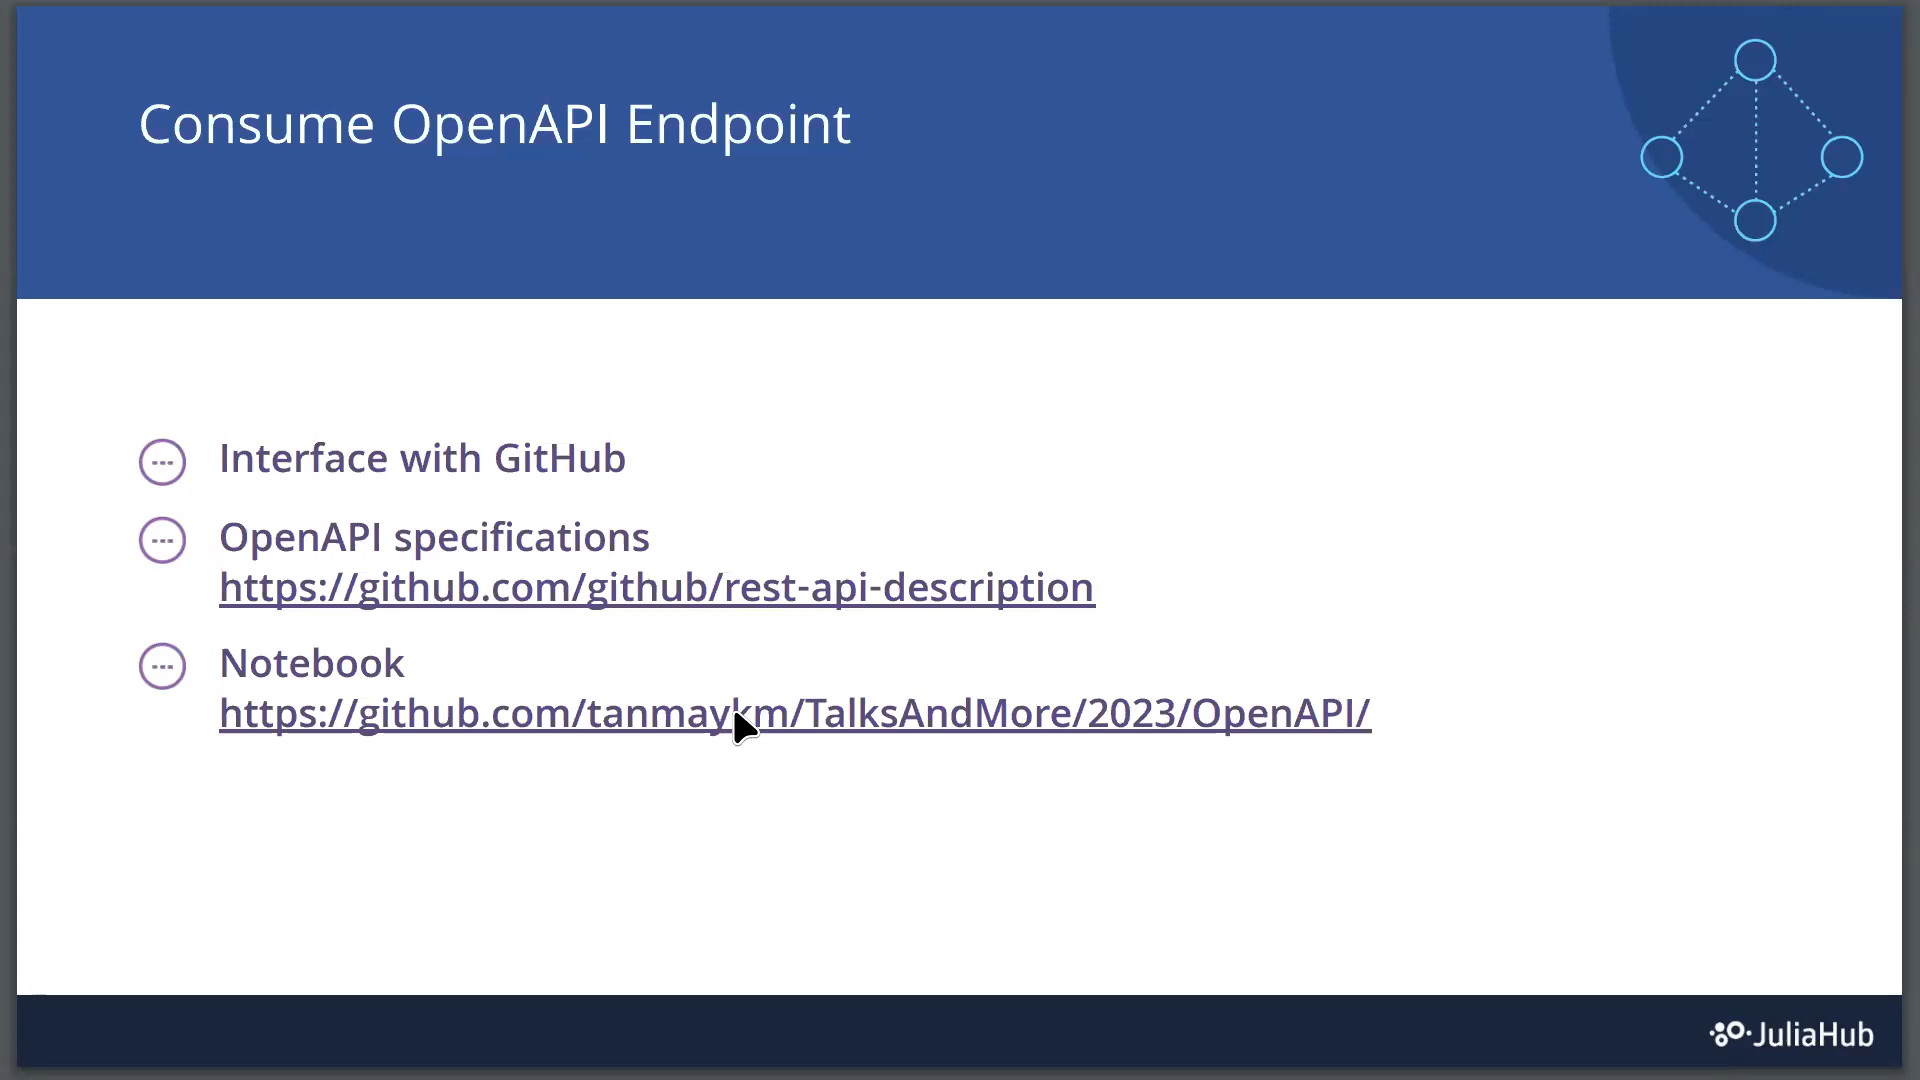 Consume OpenAPI Endpoint
Interface with GitHub
OpenAPI specifications
https://github.com/github/rest-api-description
Notebook
https://github.com/tanmaykm/TalksAndMore/2023/OpenAPI/
JuliaHub